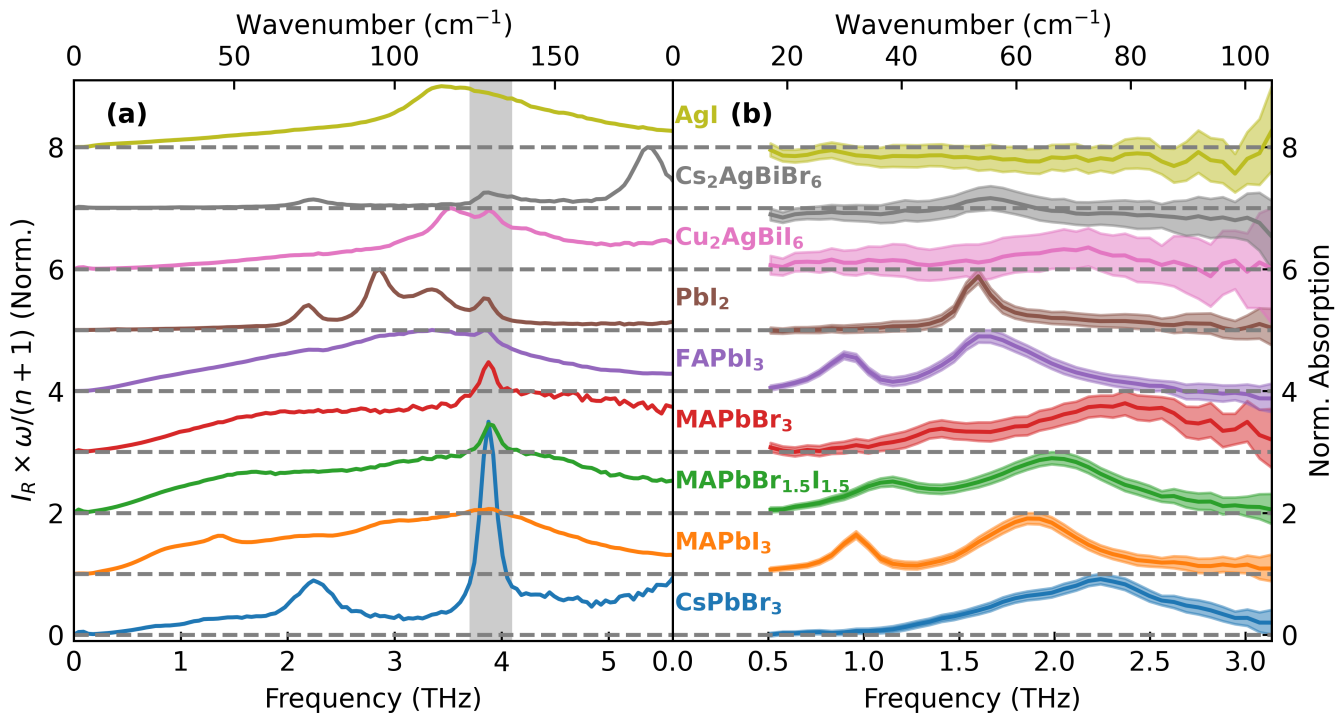 Wavenumber (cm⁻¹) Wavenumber (cm⁻¹)
0 50 100 150 0 20 40 60 80 100
(a) AgI (b)
8 8
Cs₂AgBiBr₆
Cu₂AgBiI₆
6 6
PbI₂
FAPbI₃
4 4
MAPbBr₃
MAPbBr₁.₅I₁.₅
2 2
MAPbI₃
CsPbBr₃
0 0
I_R × ω/(n + 1) (Norm.)
Norm. Absorption
0 1 2 3 4 5 0.0 0.5 1.0 1.5 2.0 2.5 3.0
Frequency (THz) Frequency (THz)